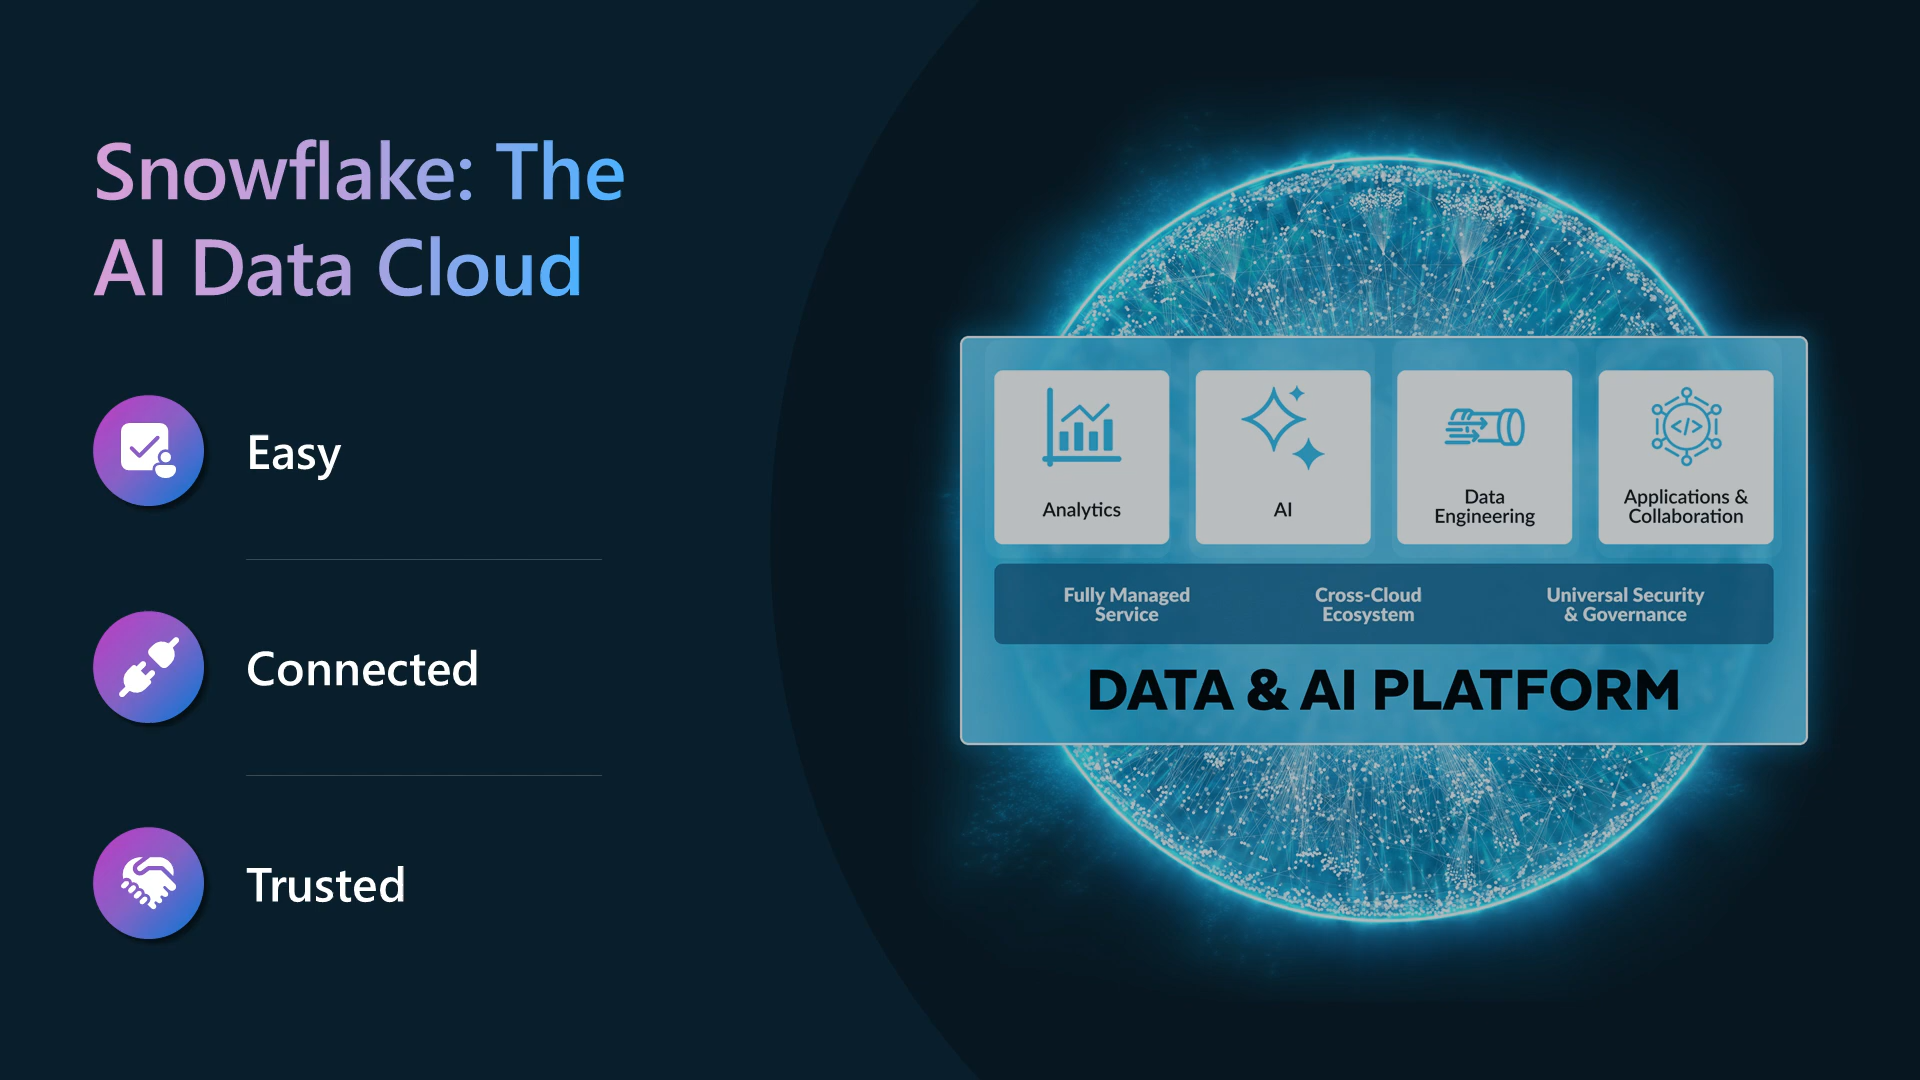 Snowflake: The
AI Data Cloud
Easy
Connected
Trusted
Analytics
AI
Data
Engineering
Applications &
Collaboration
</>
Fully Managed
Service
Cross-Cloud
Ecosystem
Universal Security
& Governance
DATA & AI PLATFORM